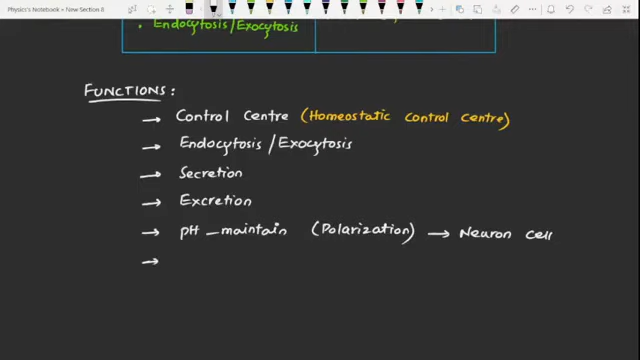 Physics's Notebook » New Section 8
• Endocytosis/Exocytosis
FUNCTIONS:
→ Control Centre (Homeostatic Control Centre)
→ Endocytosis/Exocytosis
→ Secretion
→ Excretion
→ pH - maintain (Polarization) → Neuron Cell
→